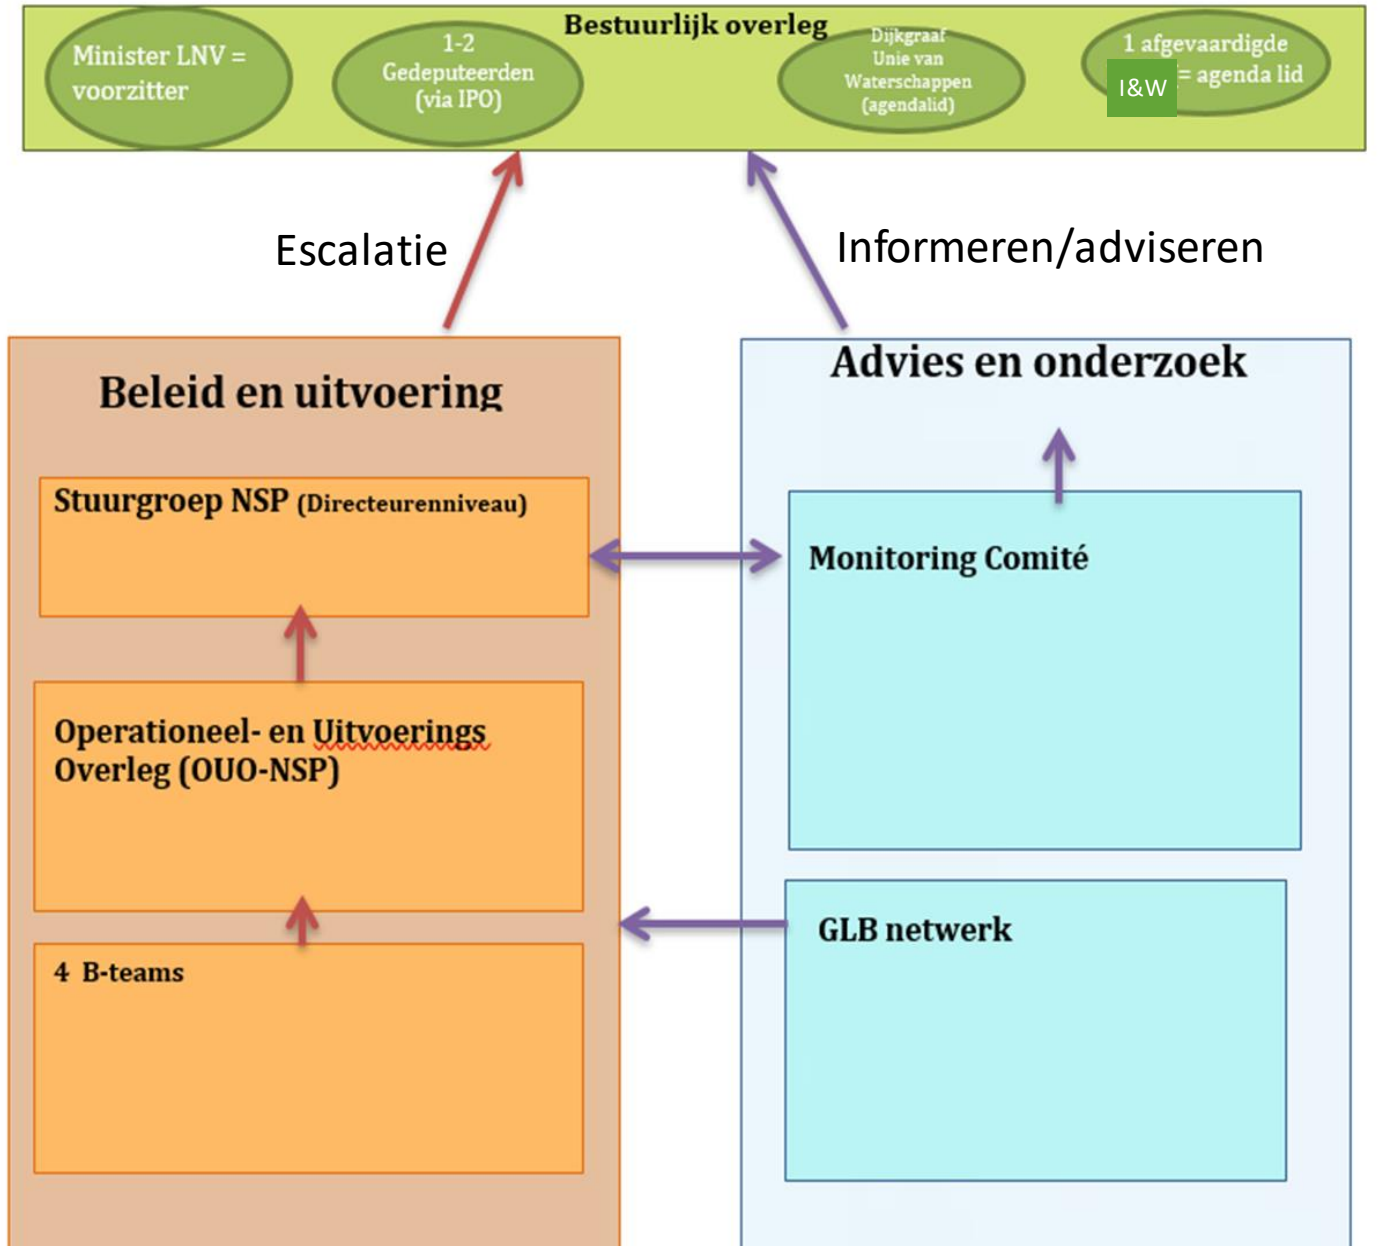 Bestuurlijk overleg
Minister LNV =
voorzitter
1-2
Gedeputeerden
(via IPO)
Dijkgraaf
Unie van
Waterschappen
(agendalid)
1 afgevaardigde
I&W = agenda lid
Escalatie
Informeren/adviseren
Beleid en uitvoering
Stuurgroep NSP (Directeurenniveau)
Operationeel- en Uitvoerings
Overleg (OUO-NSP)
4 B-teams
Advies en onderzoek
Monitoring Comité
GLB netwerk